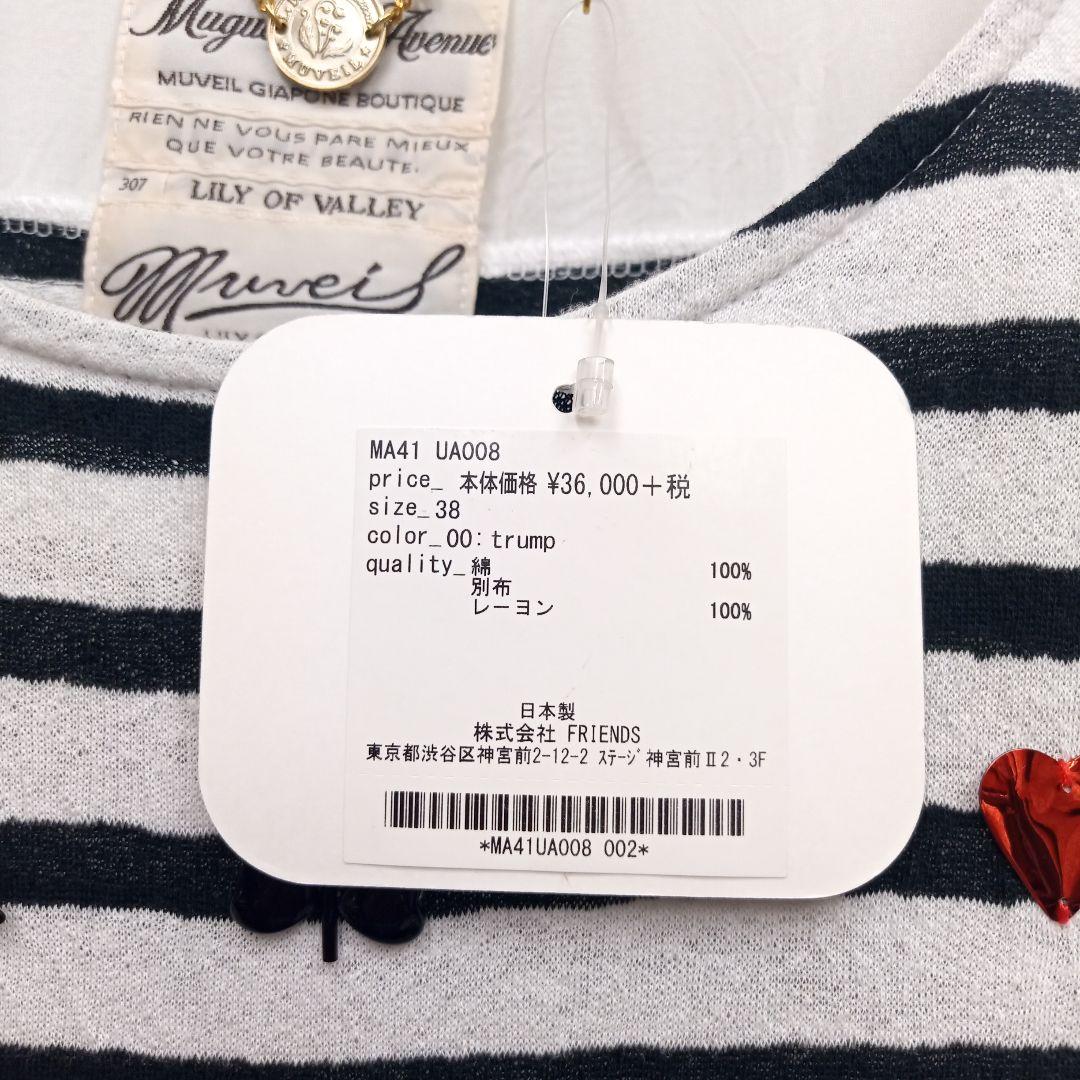 Avenue
MUVEIL
MUVEIL GIAPONE BOUTIQUE
RIEN NE VOUS PARE MIEUX
QUE VOTRE BEAUTE.
307 LILY OF VALLEY
Muveil
MA41 UA008
price_ 本体価格 ¥36,000+税
size_38
color_00:trump
quality_綿 100%
別布
レーヨン 100%
日本製
株式会社 FRIENDS
東京都渋谷区神宮前2-12-2 ｽﾃｰｼﾞ神宮前Ⅱ2・3F
*MA41UA008 002*